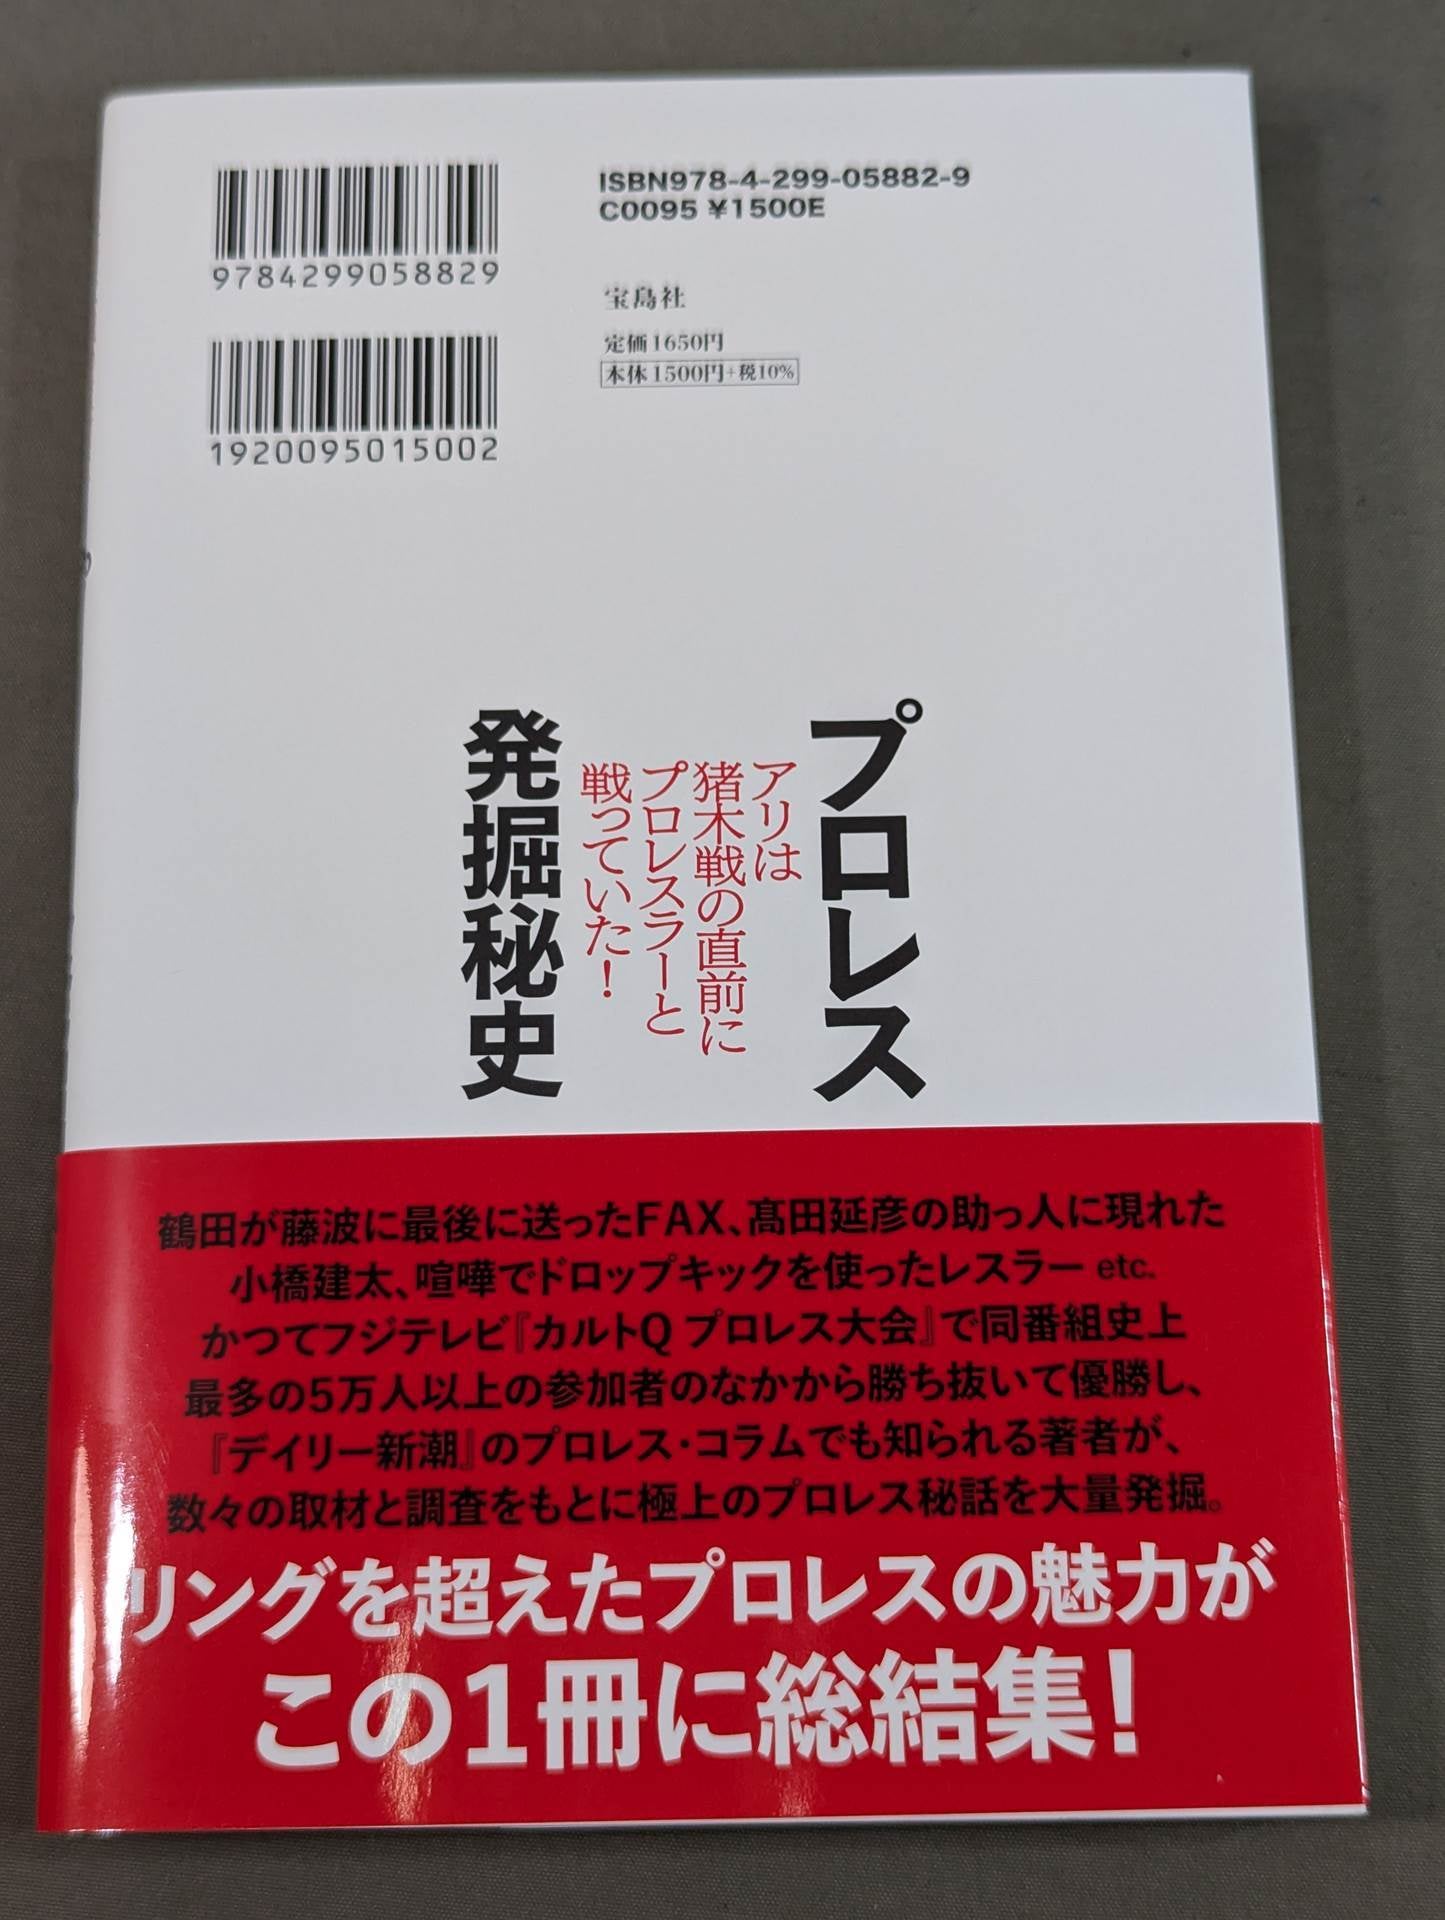 9784299058829
1920095015002
ISBN978-4-299-05882-9
C0095 ¥1500E
宝島社
定価1650円
本体1500円+税10%
プロレス
アリは
猪木戦の直前に
プロレスラーと
戦っていた!
発掘秘史
鶴田が藤波に最後に送ったFAX、髙田延彦の助っ人に現れた
小橋建太、喧嘩でドロップキックを使ったレスラー etc.
かつてフジテレビ『カルトQ プロレス大会』で同番組史上
最多の5万人以上の参加者のなかから勝ち抜いて優勝し、
『デイリー新潮』のプロレス・コラムでも知られる著者が、
数々の取材と調査をもとに極上のプロレス秘話を大量発掘。
リングを超えたプロレスの魅力が
この1冊に総結集!